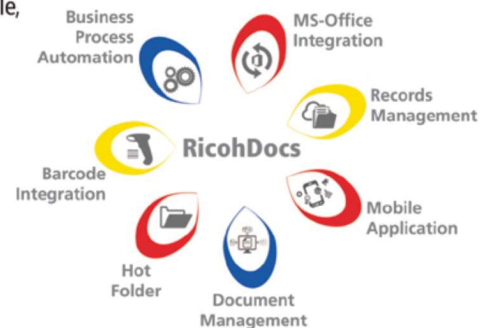 le,
Business
Process
Automation
MS-Office
Integration
Records
Management
RicohDocs
Barcode
Integration
Mobile
Application
Hot
Folder
Document
Management